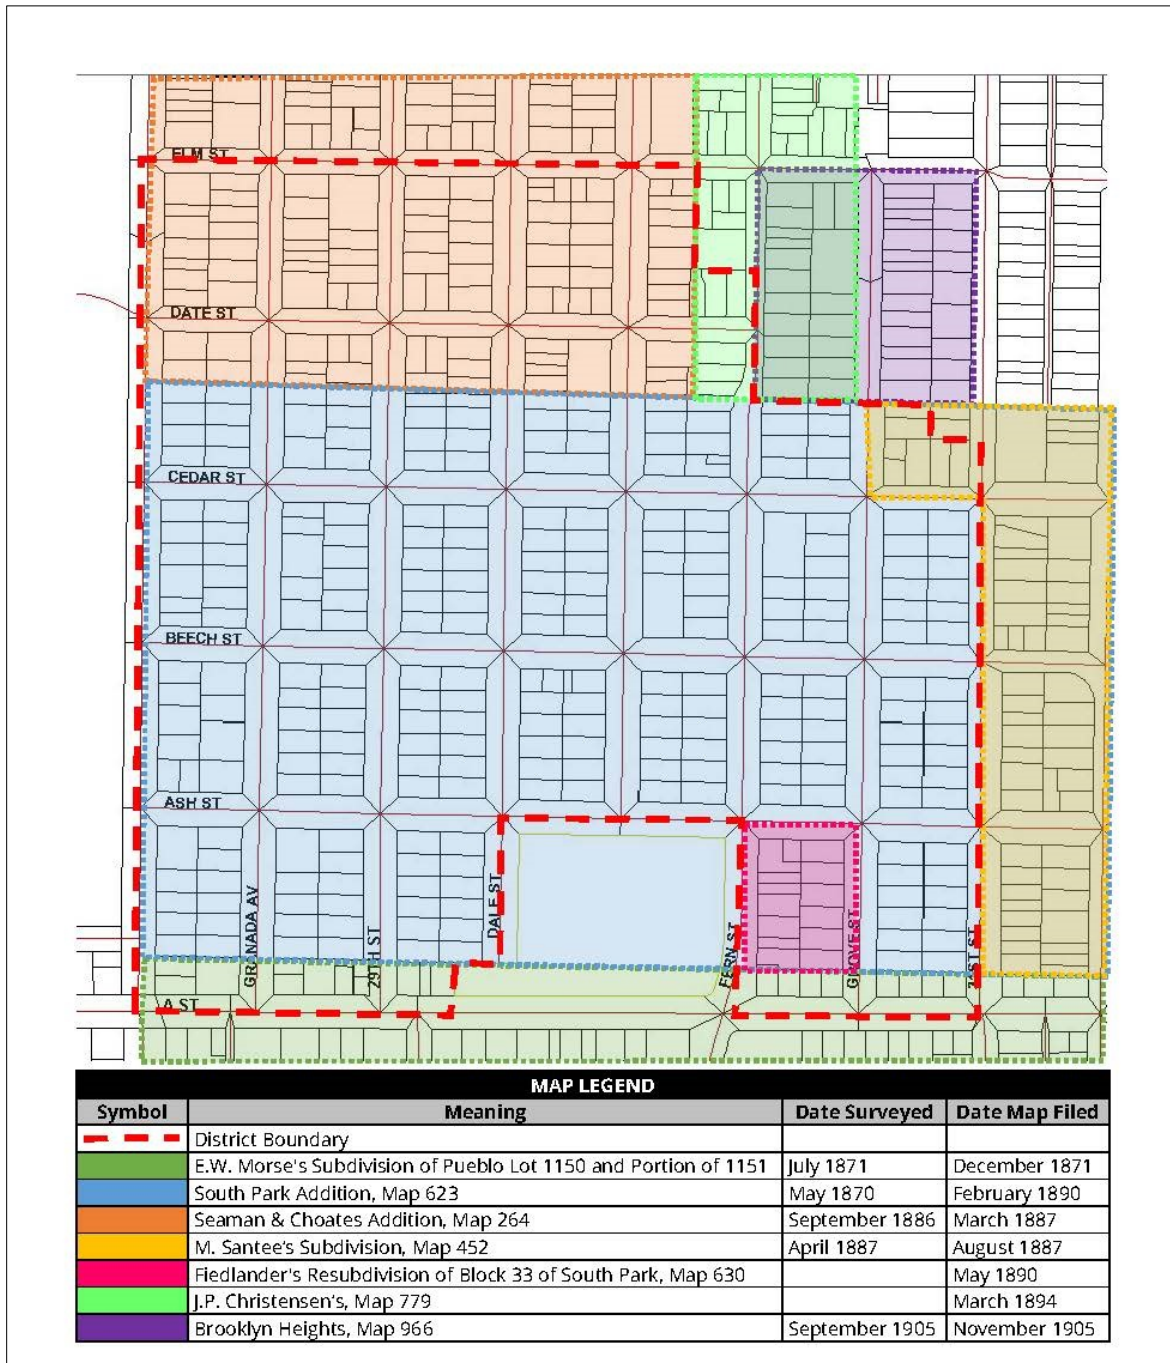 ELM ST
DATE ST
CEDAR ST
BEECH ST
ASH ST
GRANADA AV
29TH ST
DALE ST
FERN ST
GROVE ST
31ST ST
A ST
MAP LEGEND
Symbol Meaning Date Surveyed Date Map Filed
District Boundary
E.W. Morse's Subdivision of Pueblo Lot 1150 and Portion of 1151 July 1871 December 1871
South Park Addition, Map 623 May 1870 February 1890
Seaman & Choates Addition, Map 264 September 1886 March 1887
M. Santee's Subdivision, Map 452 April 1887 August 1887
Fiedlander's Resubdivision of Block 33 of South Park, Map 630 May 1890
J.P. Christensen's, Map 779 March 1894
Brooklyn Heights, Map 966 September 1905 November 1905